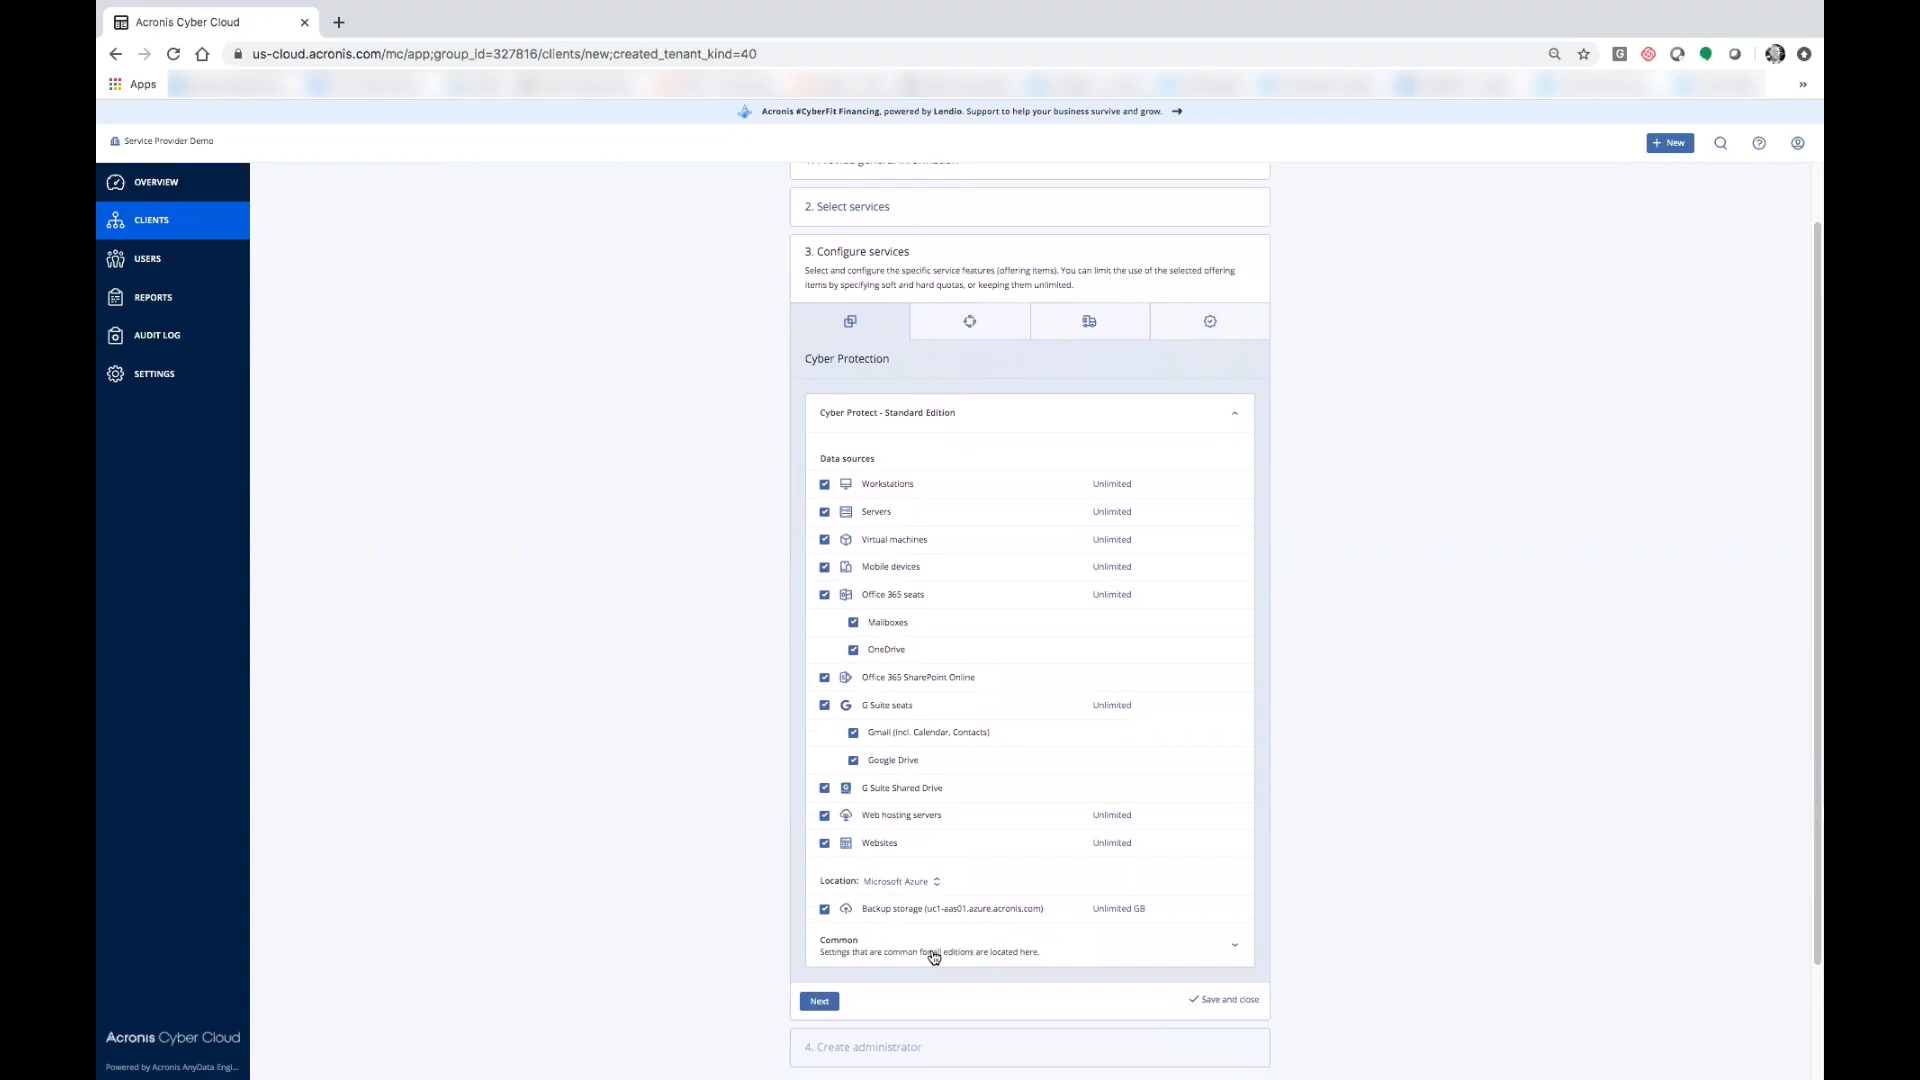 Acronis Cyber Cloud
us-cloud.acronis.com/mc/app;group_id=327816/clients/new;created_tenant_kind=40
Apps
Acronis #CyberFit Financing, powered by Lendio. Support to help your business survive and grow.
Service Provider Demo
+ New
OVERVIEW
CLIENTS
USERS
REPORTS
AUDIT LOG
SETTINGS
2. Select services
3. Configure services
Select and configure the specific service features (offering items). You can limit the use of the selected offering
items by specifying soft and hard quotas, or keeping them unlimited.
Cyber Protection
Cyber Protect - Standard Edition
Data sources
Workstations Unlimited
Servers Unlimited
Virtual machines Unlimited
Mobile devices Unlimited
Office 365 seats Unlimited
Mailboxes
OneDrive
Office 365 SharePoint Online
G Suite seats Unlimited
Gmail (incl. Calendar, Contacts)
Google Drive
G Suite Shared Drive
Web hosting servers Unlimited
Websites Unlimited
Location: Microsoft Azure
Backup storage (uc1-aas01.azure.acronis.com) Unlimited GB
Common
Settings that are common for all editions are located here.
Next
Save and close
4. Create administrator
Acronis Cyber Cloud
Powered by Acronis AnyData Engi...